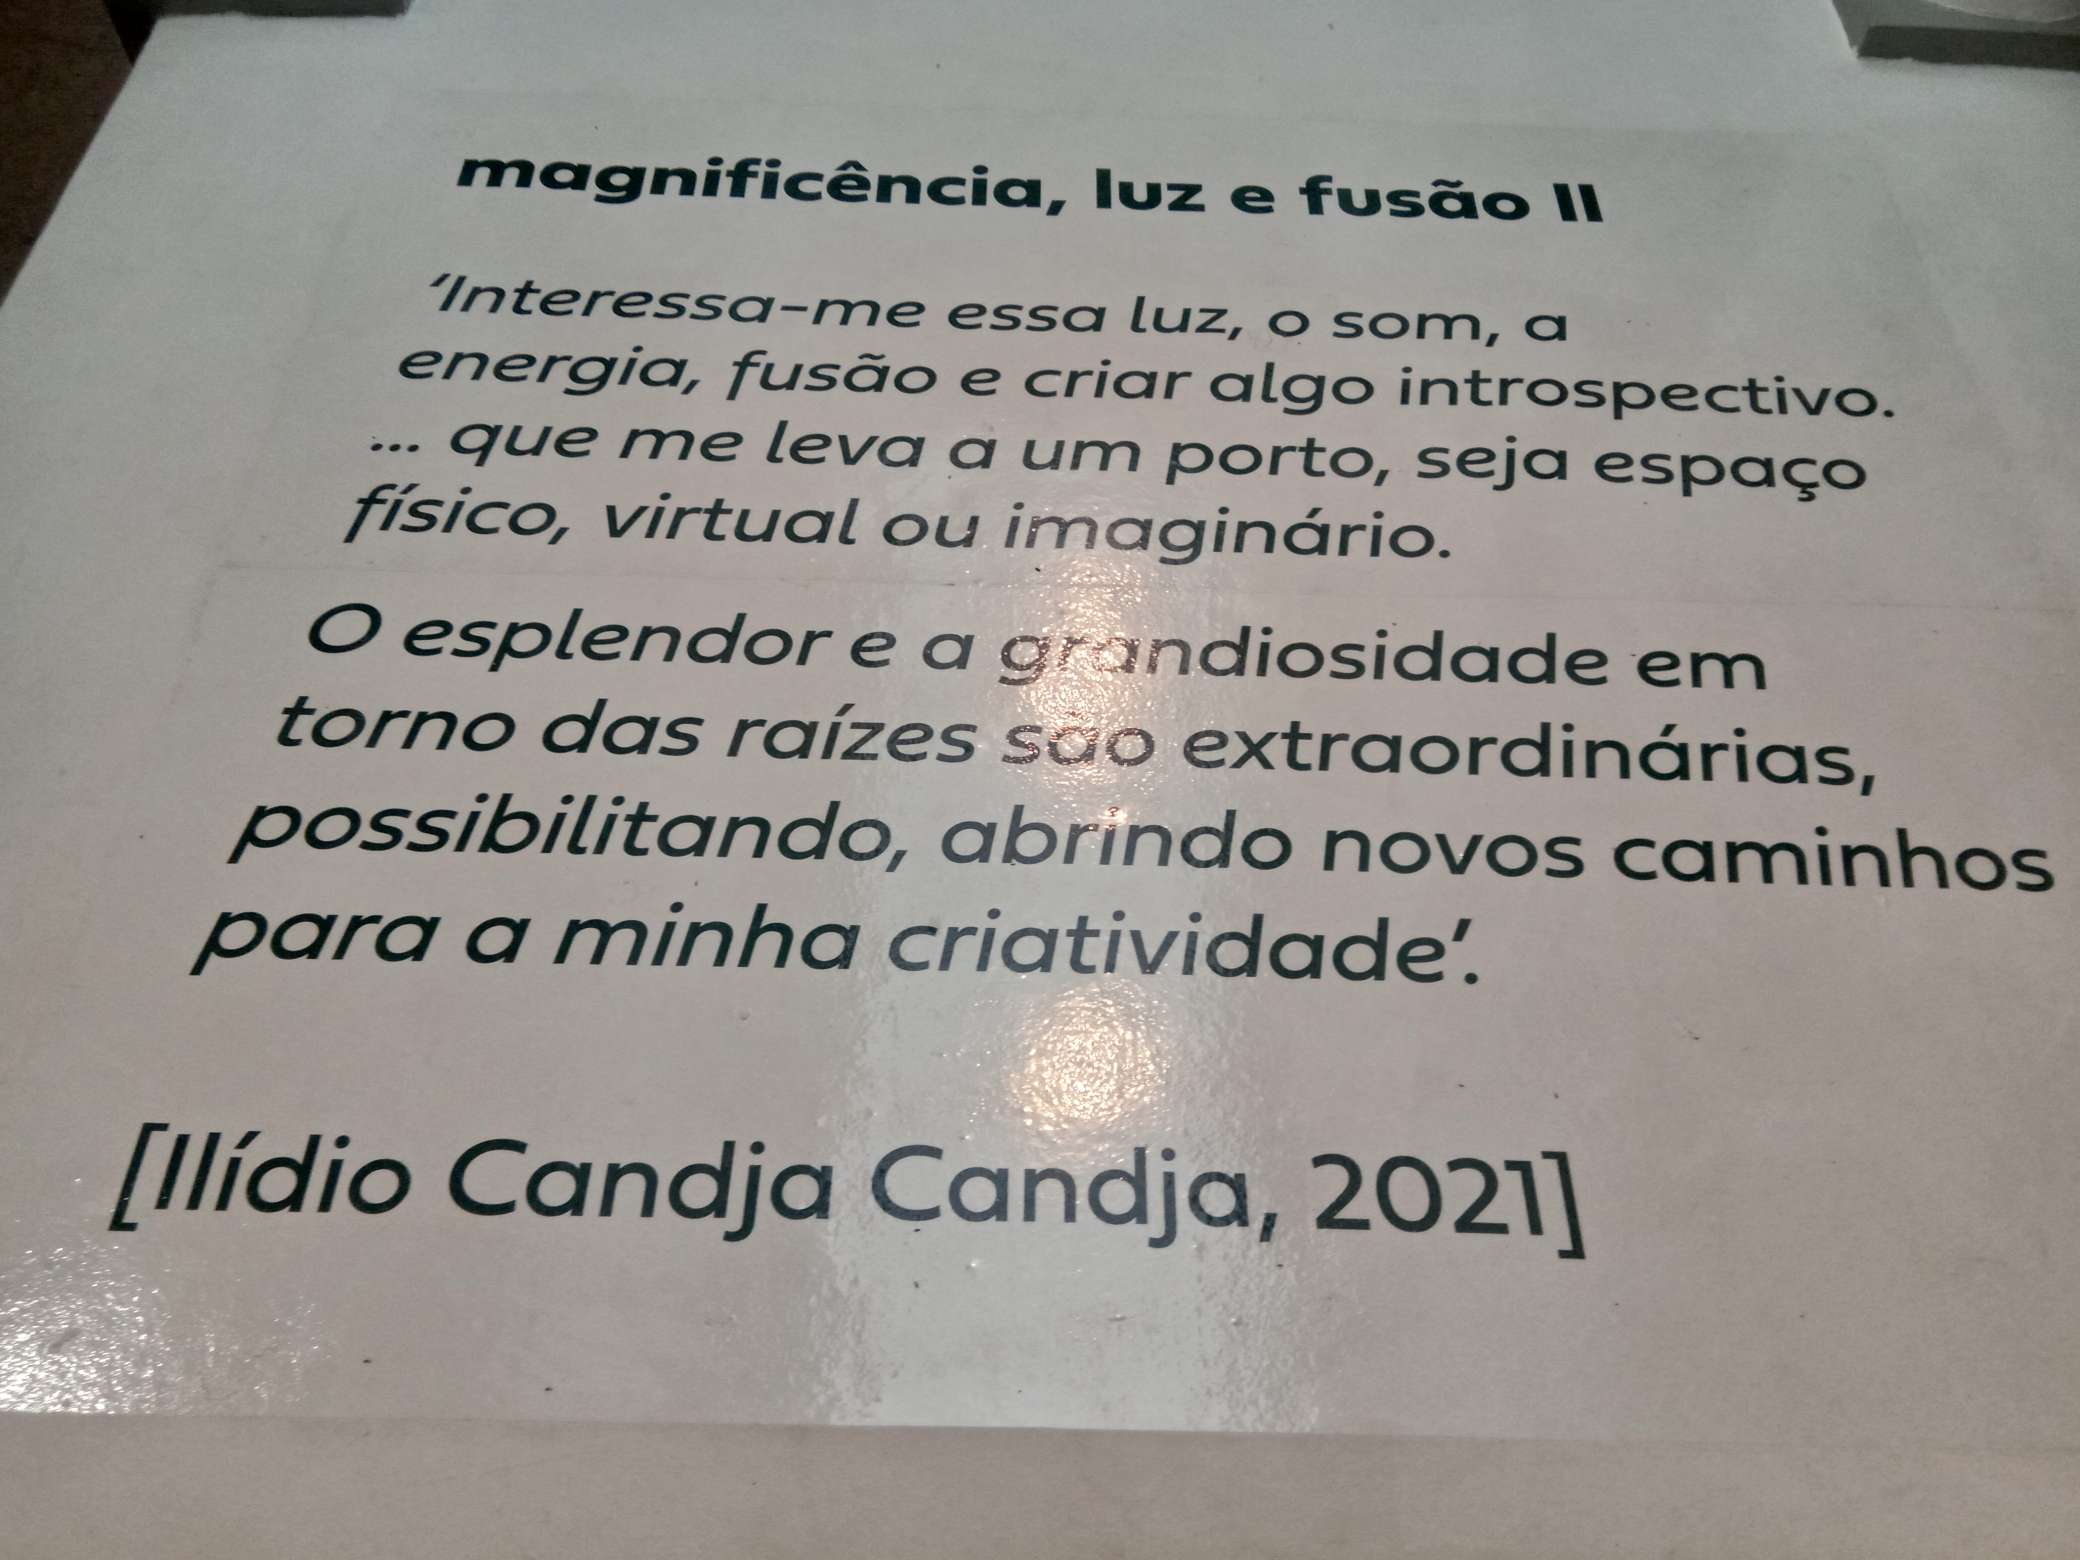 magnificência, luz e fusão II
‘Interessa-me essa luz, o som, a
energia, fusão e criar algo introspectivo.
... que me leva a um porto, seja espaço
físico, virtual ou imaginário.
O esplendor e a grandiosidade em
torno das raízes são extraordinárias,
possibilitando, abrindo novos caminhos
para a minha criatividade’.
[Ilídio Candja Candja, 2021]